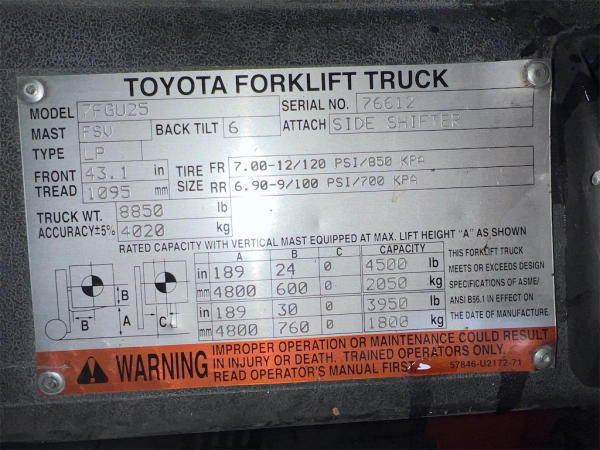 TOYOTA FORKLIFT TRUCK
MODEL 7FGU25 SERIAL NO. 76612
MAST FSV BACK TILT 6 ATTACH SIDE SHIFTER
TYPE LP
FRONT TREAD 43.1 in 1095 mm
TIRE SIZE FR 7.00-12/120 PSI/850 KPA
RR 6.90-9/100 PSI/700 KPA
TRUCK WT. 8850 lb
ACCURACY±5% 4020 kg
RATED CAPACITY WITH VERTICAL MAST EQUIPPED AT MAX. LIFT HEIGHT "A" AS SHOWN
A B C CAPACITY
in 189 24 0 4500 lb
mm 4800 600 0 2050 kg
in 189 30 0 3950 lb
mm 4800 760 0 1800 kg
B A B C
THIS FORKLIFT TRUCK
MEETS OR EXCEEDS DESIGN
SPECIFICATIONS OF ASME/
ANSI B56.1 IN EFFECT ON
THE DATE OF MANUFACTURE.
WARNING
IMPROPER OPERATION OR MAINTENANCE COULD RESULT
IN INJURY OR DEATH. TRAINED OPERATORS ONLY.
READ OPERATOR'S MANUAL FIRST.
57846-U2172-71